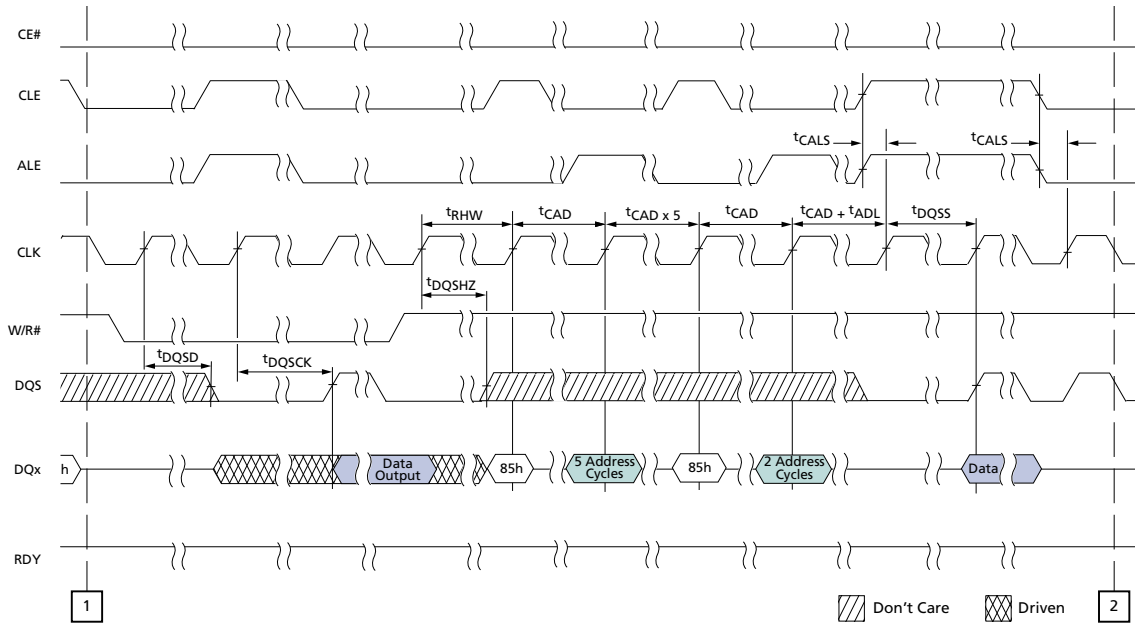 CE#
CLE
tCALS
tCALS
ALE
tRHW
tCAD
tCAD x 5
tCAD
tCAD + tADL
tDQSS
CLK
tDQSHZ
W/R#
tDQSD
tDQSCK
DQS
h
Data
Output
85h
5 Address
Cycles
85h
2 Address
Cycles
Data
DQx
RDY
1
Don't Care
Driven
2